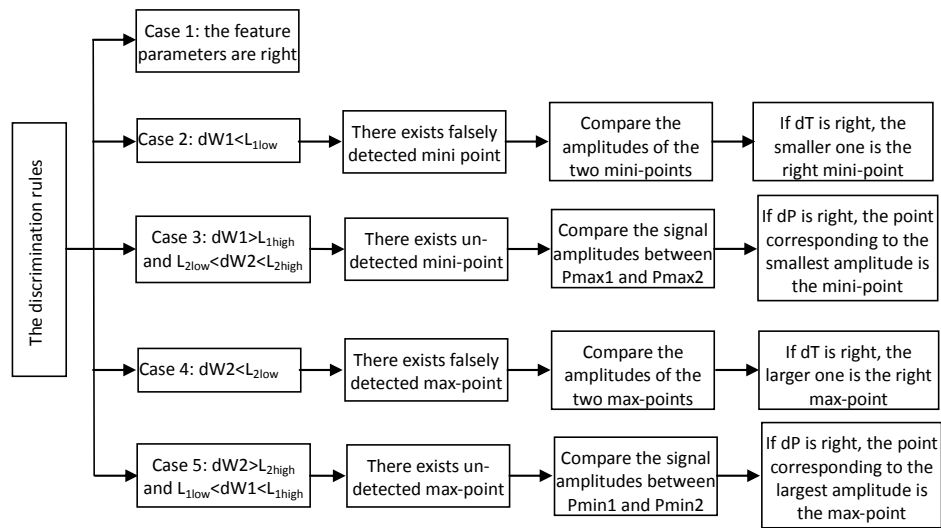 The discrimination rules
Case 1: the feature
parameters are right
Case 2: dW1<L1low
There exists falsely
detected mini point
Compare the
amplitudes of the
two mini-points
If dT is right, the
smaller one is the
right mini-point
Case 3: dW1>L1high
and L2low<dW2<L2high
There exists un-
detected mini-point
Compare the signal
amplitudes between
Pmax1 and Pmax2
If dP is right, the point
corresponding to the
smallest amplitude is
the mini-point
Case 4: dW2<L2low
There exists falsely
detected max-point
Compare the
amplitudes of the
two max-points
If dT is right, the
larger one is the right
max-point
Case 5: dW2>L2high
and L1low<dW1<L1high
There exists un-
detected max-point
Compare the signal
amplitudes between
Pmin1 and Pmin2
If dP is right, the point
corresponding to the
largest amplitude is
the max-point